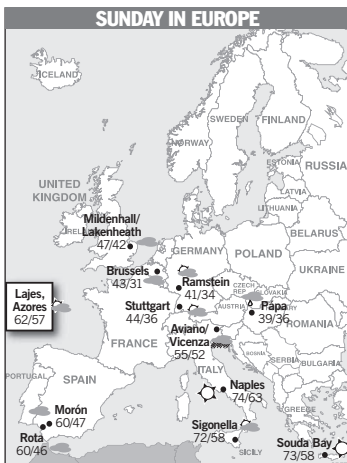 SUNDAY IN EUROPE
ICELAND
SWEDEN
FINLAND
NORWAY
ESTONIA
RUSSIA
LATVIA
LITHUANIA
UNITED
KINGDOM
Mildenhall/
Lakenheath
47/42
IREL
BELARUS
GERMANY
POLAND
UKRAINE
Brussels
43/31
Ramstein
41/34
CZECH
REP.
SLOVAKIA
Lajes,
Azores
62/57
Stuttgart
44/36
AUSTRIA
Pápa
39/36
RY
ROMANIA
FRANCE
Aviano/
Vicenza
55/52
BOSNIA
SERBIA
BULGARIA
ITALY
PORTUGAL
SPAIN
Naples
74/63
Morón
60/47
GREECE
Rota
60/46
Sigonella
72/58
SICILY
Souda Bay
73/58